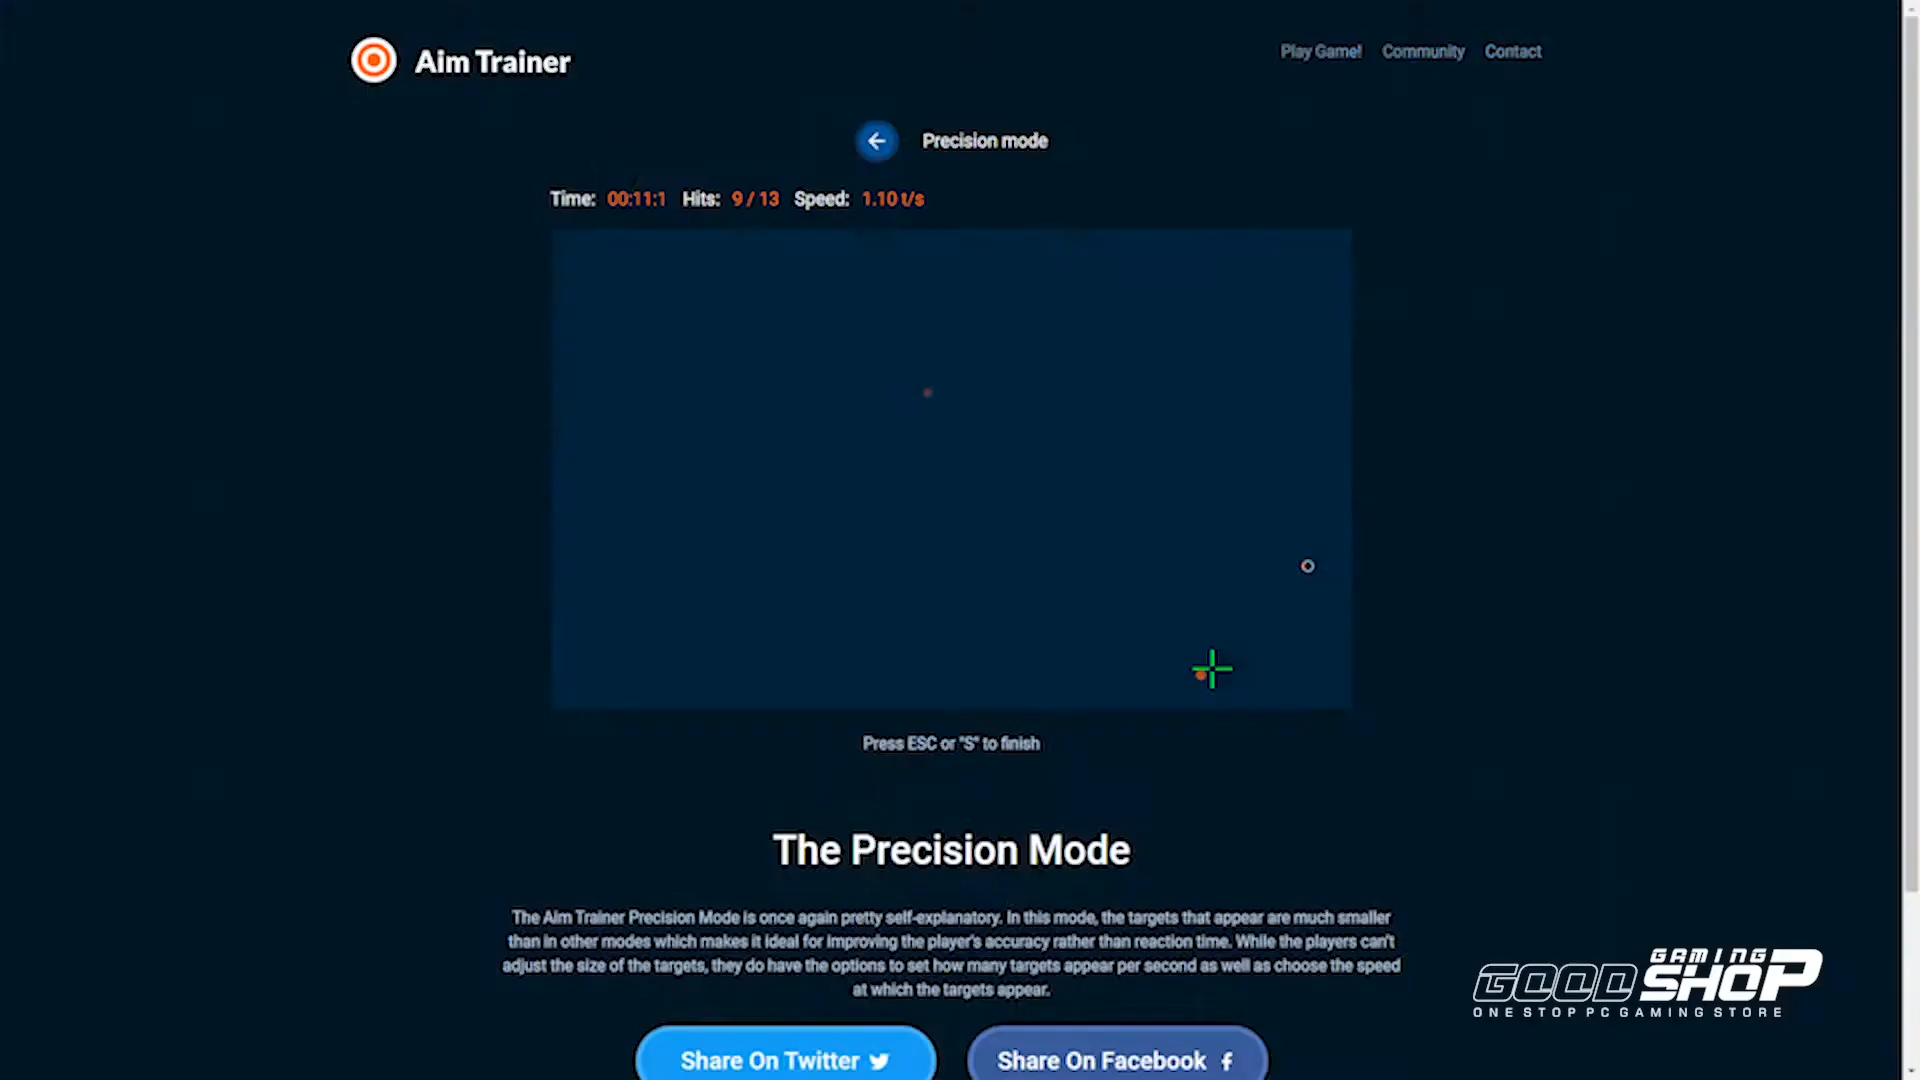 Aim Trainer
Play Game! Community Contact
Precision mode
Time: 00:11:1 Hits: 9 / 13 Speed: 1.10 t/s
Press ESC or "S" to finish
The Precision Mode
The Aim Trainer Precision Mode is once again pretty self-explanatory. In this mode, the targets that appear are much smaller
than in other modes which makes it ideal for improving the player's accuracy rather than reaction time. While the players can't
adjust the size of the targets, they do have the options to set how many targets appear per second as well as choose the speed
at which the targets appear.
Share On Twitter
Share On Facebook
GOOD GAMING SHOP
ONE STOP PC GAMING STORE